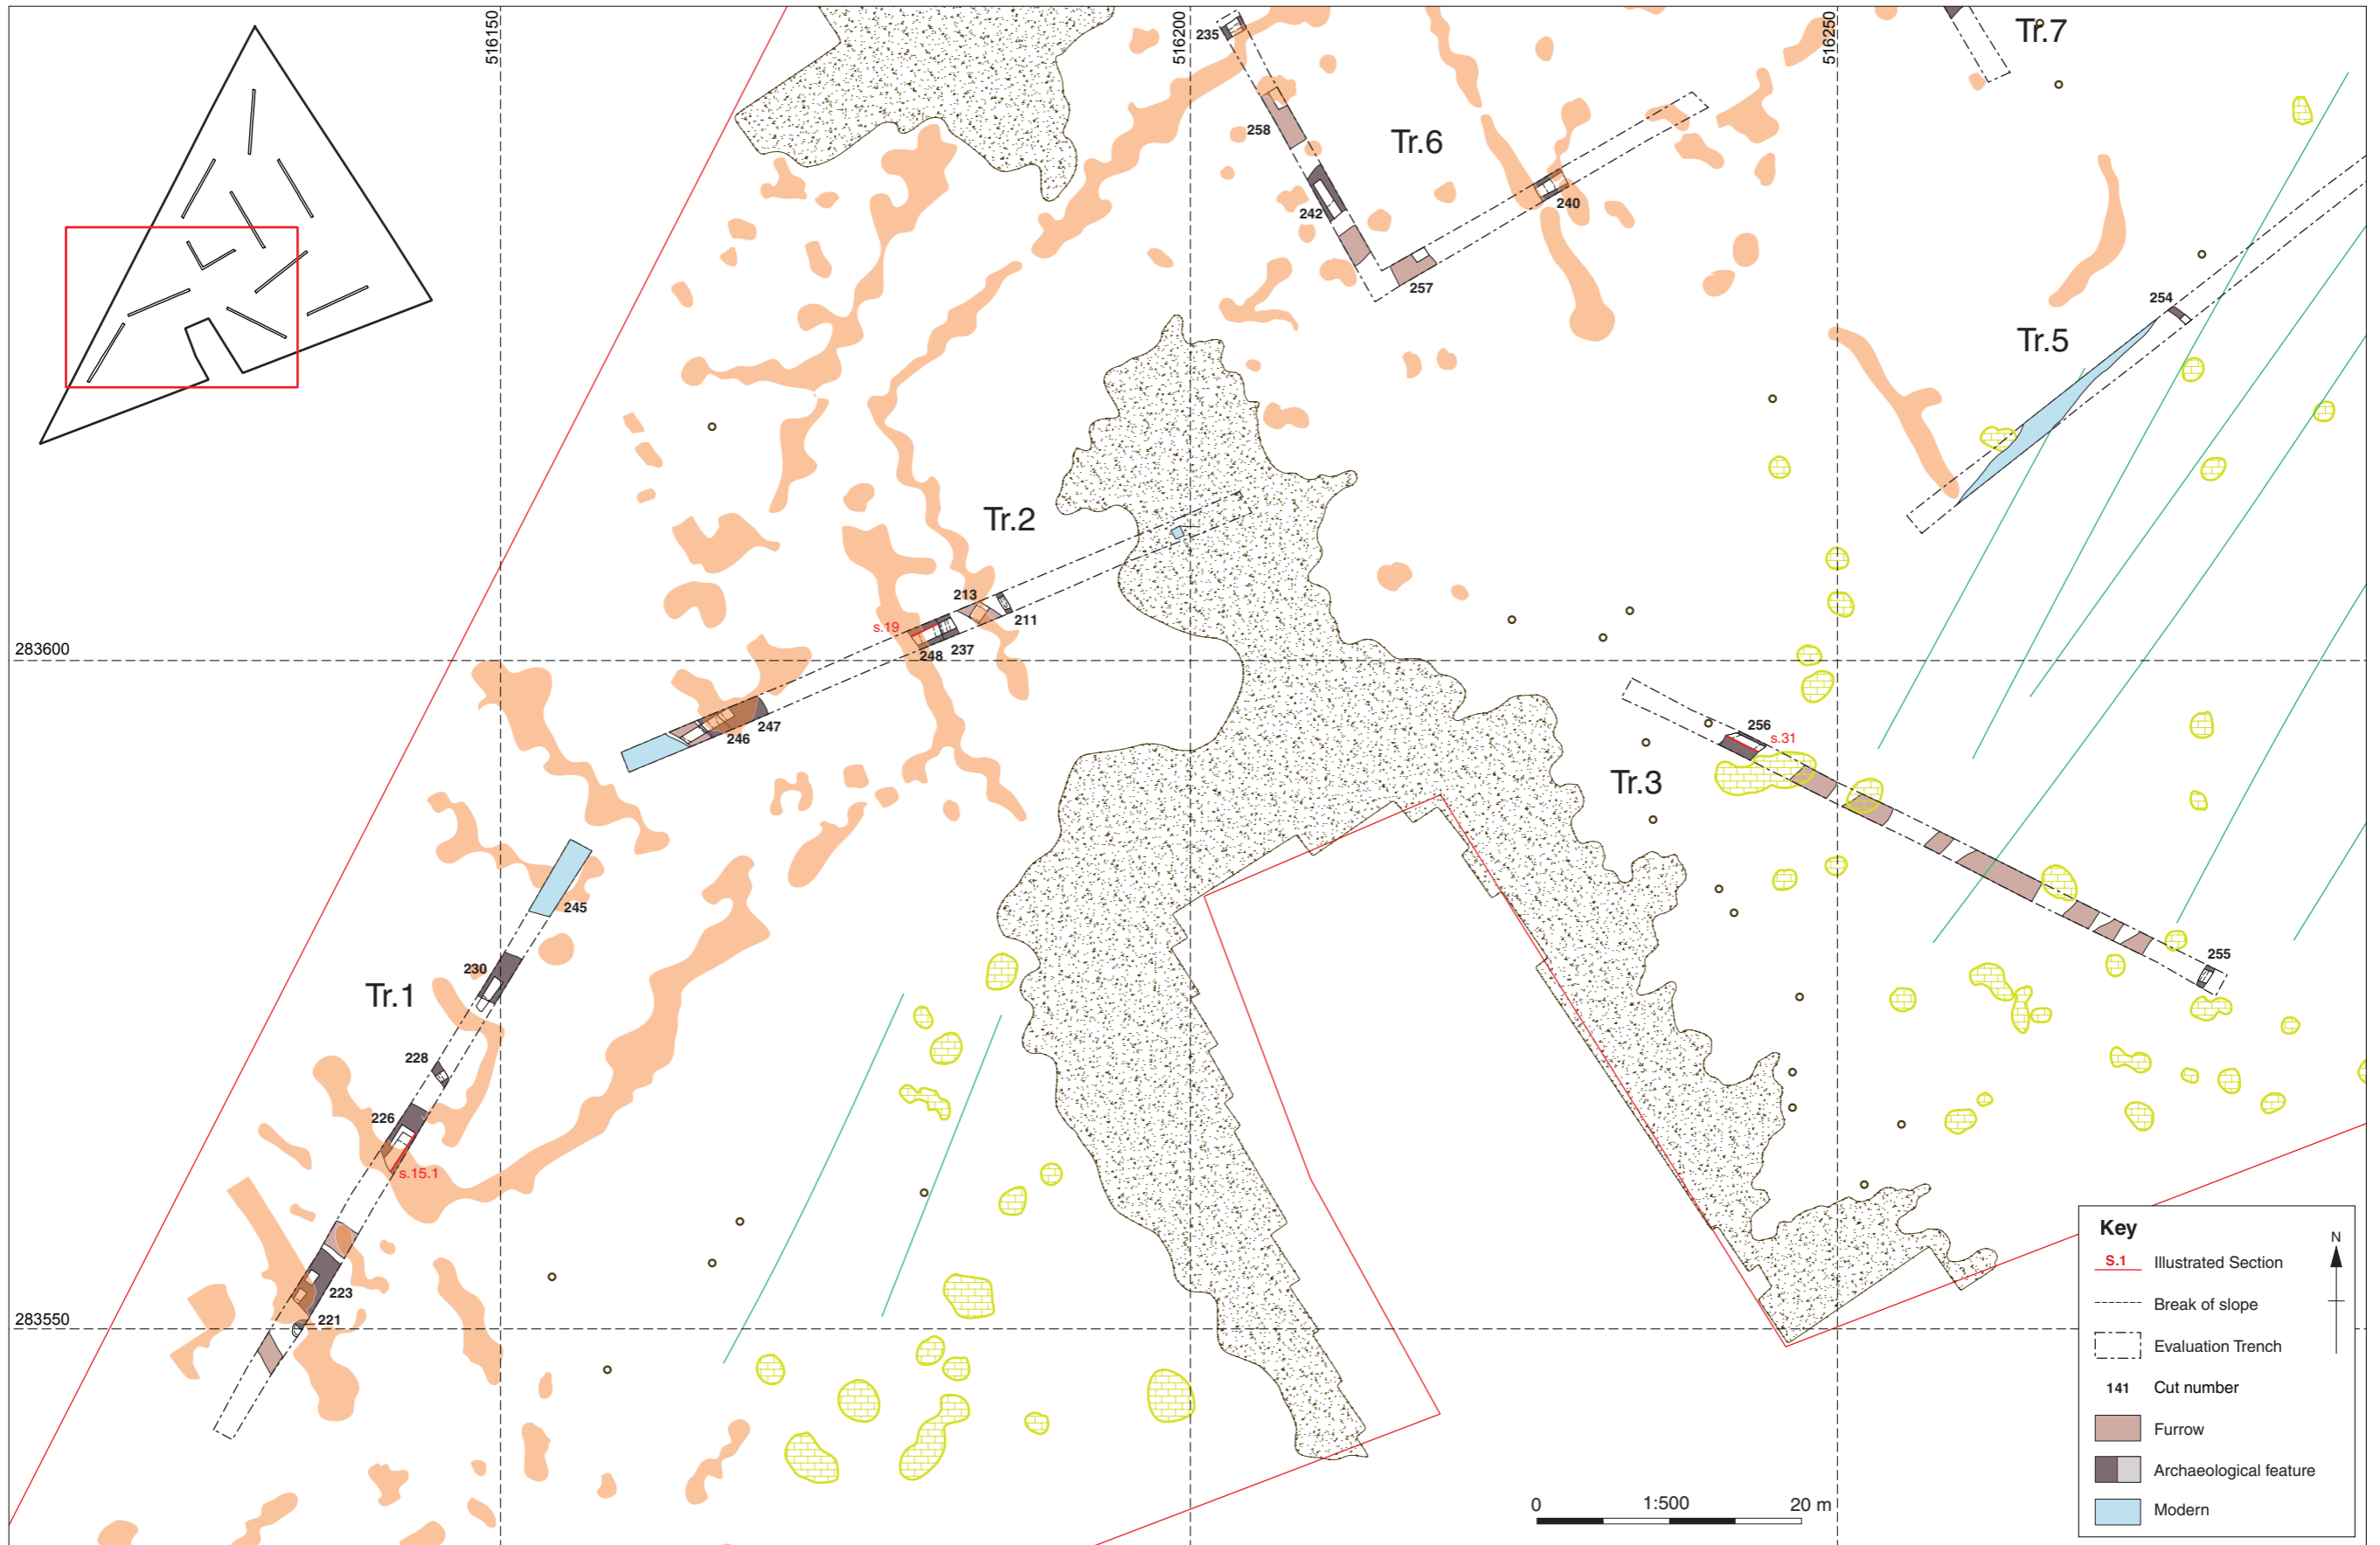 516150
516200
516250
235
Tr.7
258
Tr.6
242
240
257
254
Tr.5
Tr.2
213
211
s.19
237
248
283600
247
246
256
s.31
Tr.3
245
230
Tr.1
255
228
226
s.15.1
223
221
283550
Key
S.1 Illustrated Section
Break of slope
Evaluation Trench
141 Cut number
Furrow
Archaeological feature
Modern
N
0 1:500 20 m